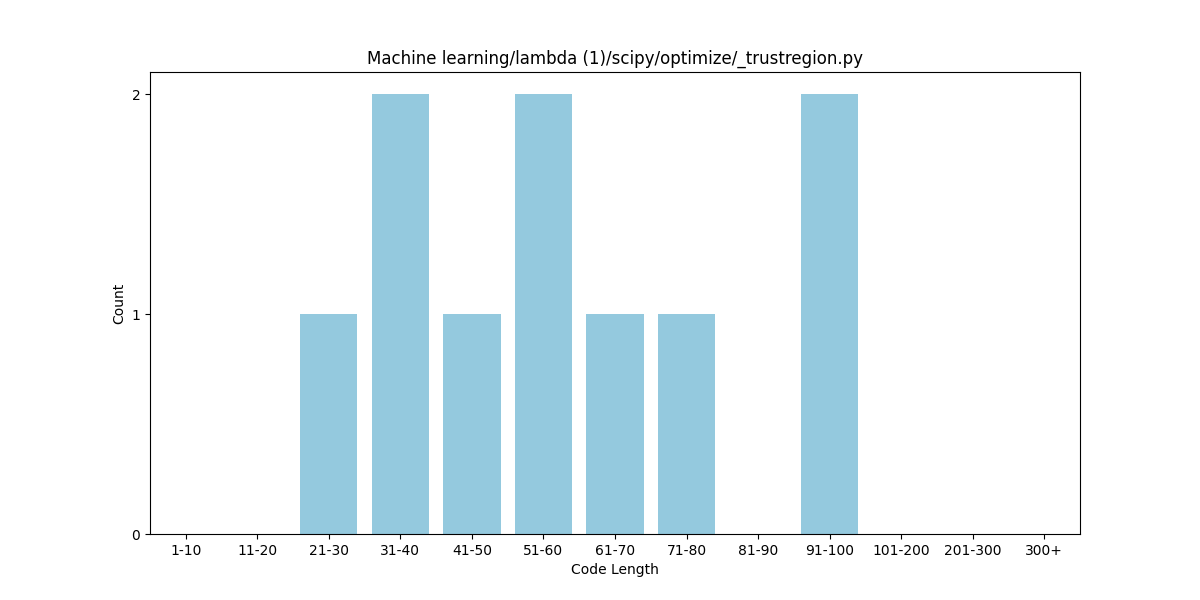 Machine learning/lambda (1)/scipy/optimize/_trustregion.py
2
1
0
Count
1-10 11-20 21-30 31-40 41-50 51-60 61-70 71-80 81-90 91-100 101-200 201-300 300+
Code Length